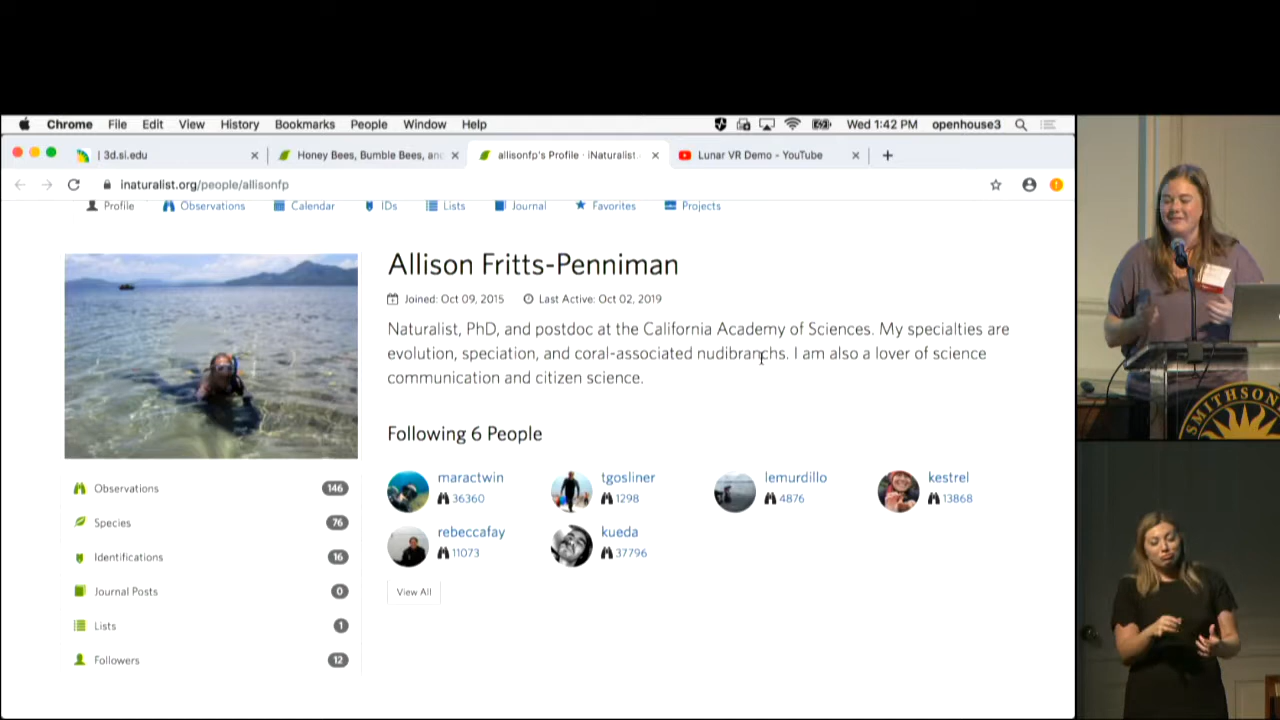 Chrome File Edit View History Bookmarks People Window Help Wed 1:42 PM openhouse3
| 3d.si.edu
Honey Bees, Bumble Bees, and
allisonfp's Profile · iNaturalist
Lunar VR Demo - YouTube
inaturalist.org/people/allisonfp
Profile Observations Calendar IDs Lists Journal Favorites Projects
Allison Fritts-Penniman
Joined: Oct 09, 2015 Last Active: Oct 02, 2019
Naturalist, PhD, and postdoc at the California Academy of Sciences. My specialties are
evolution, speciation, and coral-associated nudibranchs. I am also a lover of science
communication and citizen science.
Following 6 People
maractwin
36360
tgosliner
1298
lemurdillo
4876
kestrel
13868
rebeccafay
11073
kueda
37796
View All
Observations 146
Species 76
Identifications 16
Journal Posts 0
Lists 1
Followers 12
SMITHSON